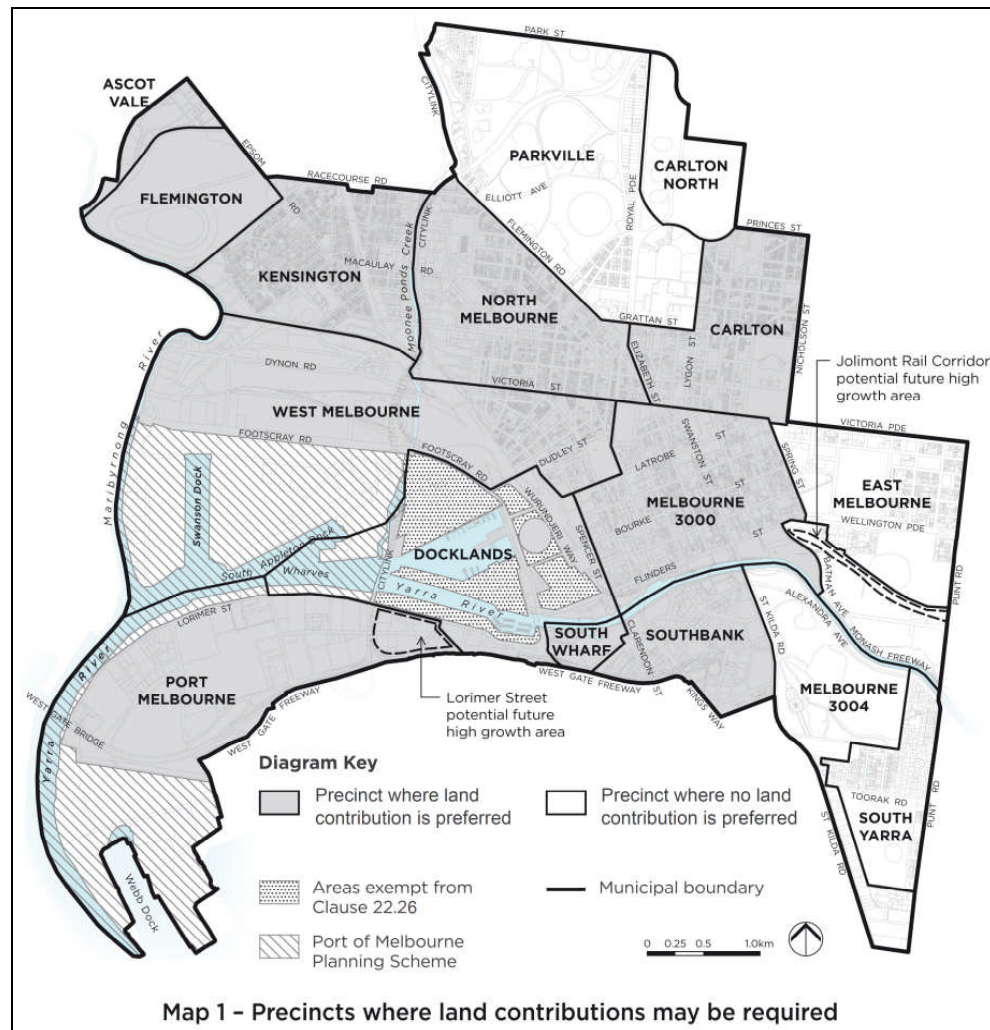 PARK ST
ASCOT
VALE
CITYLINK
EPSOM
RD
PARKVILLE
CARLTON
NORTH
RACECOURSE RD
FLEMINGTON
ELLIOTT AVE
ROYAL PDE
PRINCES ST
CITYLINK
FLEMINGTON RD
Moonee Ponds Creek
MACAULAY RD
KENSINGTON
NORTH
MELBOURNE
GRATTAN ST
CARLTON
NICHOLSON ST
ELIZABETH ST
LYGON ST
Maribyrnong River
DYNON RD
VICTORIA ST
Jolimont Rail Corridor
potential future high
growth area
WEST MELBOURNE
VICTORIA PDE
FOOTSCRAY RD
FOOTSCRAY RD
DUDLEY ST
LATROBE ST
SWANSTON ST
SPRING ST
EAST
MELBOURNE
WELLINGTON PDE
Swanson Dock
MELBOURNE
3000
WURUNDJERI WAY
SPENCER ST
BOURKE ST
DOCKLANDS
South Wharves
Appleton Dock
CITYLINK
FLINDERS ST
BATMAN AVE
PUNT RD
Yarra River
ALEXANDRA AVE
MONASH FREEWAY
LORIMER ST
SOUTH
WHARF
SOUTHBANK
ST KILDA RD
CLARENDON ST
PORT
MELBOURNE
WEST GATE FREEWAY
KINGS WAY
MELBOURNE
3004
Yarra River
WEST GATE BRIDGE
WEST GATE FREEWAY
Lorimer Street
potential future
high growth area
TOORAK RD
SOUTH
YARRA
PUNT RD
ST KILDA RD
Webb Dock
Diagram Key
Precinct where land
contribution is preferred
Precinct where no land
contribution is preferred
Areas exempt from
Clause 22.26
Municipal boundary
Port of Melbourne
Planning Scheme
0 0.25 0.5 1.0km
Map 1 – Precincts where land contributions may be required